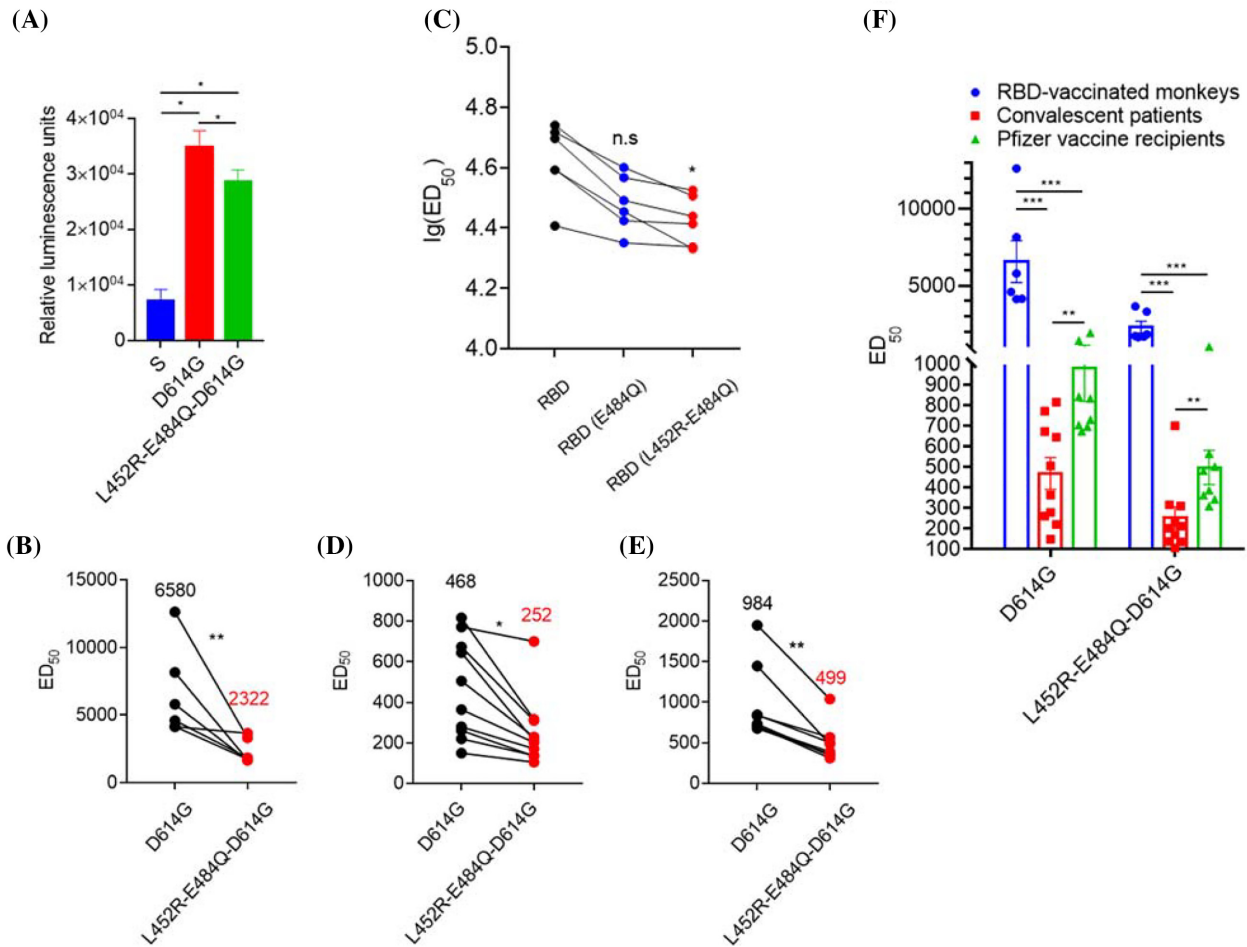 (A)
Relative luminescence units
4×10⁰⁴
3×10⁰⁴
2×10⁰⁴
1×10⁰⁴
0
*
*
*
S
D614G
L452R-E484Q-D614G
(C)
lg(ED₅₀)
5.0
4.8
4.6
4.4
4.2
4.0
n.s
*
RBD
RBD (E484Q)
RBD (L452R-E484Q)
(F)
RBD-vaccinated monkeys
Convalescent patients
Pfizer vaccine recipients
ED₅₀
10000
5000
1000
900
800
700
600
500
400
300
200
100
***
***
**
***
***
**
D614G
L452R-E484Q-D614G
(B)
ED₅₀
15000
10000
5000
0
6580
**
2322
D614G
L452R-E484Q-D614G
(D)
ED₅₀
1000
800
600
400
200
0
468
*
252
D614G
L452R-E484Q-D614G
(E)
ED₅₀
2500
2000
1500
1000
500
0
984
**
499
D614G
L452R-E484Q-D614G